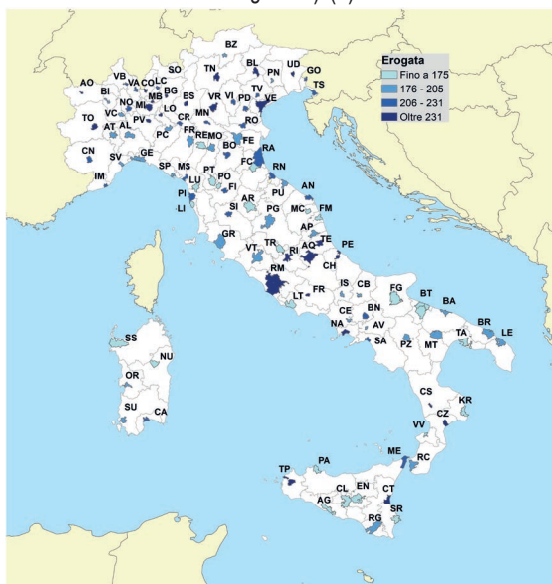 BZ
SO
VB
LC
BL
UD
AO
VA
CO
TN
PN
GO
BI
MB
BG
TV
TS
NO
MI
ES
VR
VI
PD
VE
VC
LO
MN
TO
AT
AL
PV
CR
RO
PC
FR
RE
MO
FE
CN
BO
RA
SV
GE
FC
RN
IM
SP
MS
PT
LU
PO
FI
PU
AN
PI
AR
MC
FM
LI
SI
PG
AP
GR
TR
TE
VT
RI
AQ
PE
RM
CH
LT
FR
IS
CB
FG
BT
BA
CE
BN
NA
AV
TA
BR
SA
PZ
MT
LE
SS
NU
OR
SU
CA
CS
KR
CZ
VV
ME
PA
TP
RC
CL
EN
CT
AG
SR
RG
Erogata
Fino a 175
176 - 205
206 - 231
Oltre 231